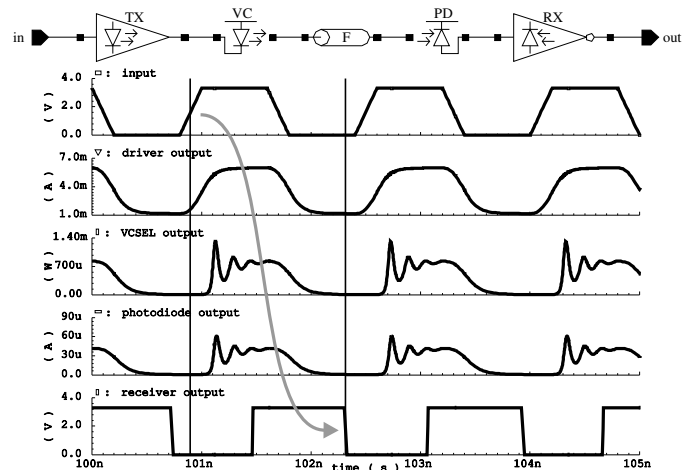 TX VC PD RX
in F out
▭: input
4.0
2.0
0.0
(V)
▽: driver output
7.0m
4.0m
1.0m
(A)
▯: VCSEL output
1.40m
700u
0.00
(W)
▭: photodiode output
90u
60u
30u
0.0
(A)
▯: receiver output
4.0
2.0
0.0
(V)
100n 101n 102n 103n 104n 105n
time (s)